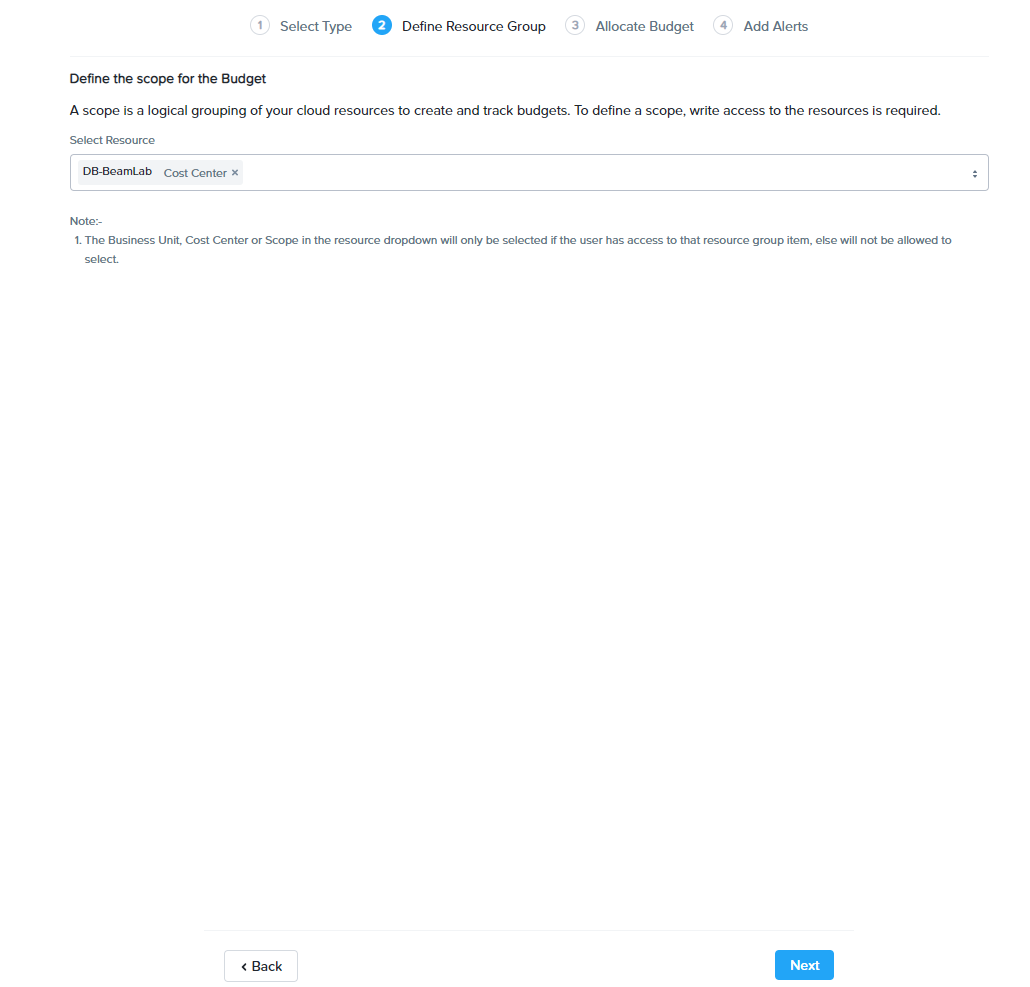 1 Select Type 2 Define Resource Group 3 Allocate Budget 4 Add Alerts
Define the scope for the Budget
A scope is a logical grouping of your cloud resources to create and track budgets. To define a scope, write access to the resources is required.
Select Resource
DB-BeamLab Cost Center ×
Note:-
1. The Business Unit, Cost Center or Scope in the resource dropdown will only be selected if the user has access to that resource group item, else will not be allowed to
select.
‹ Back Next